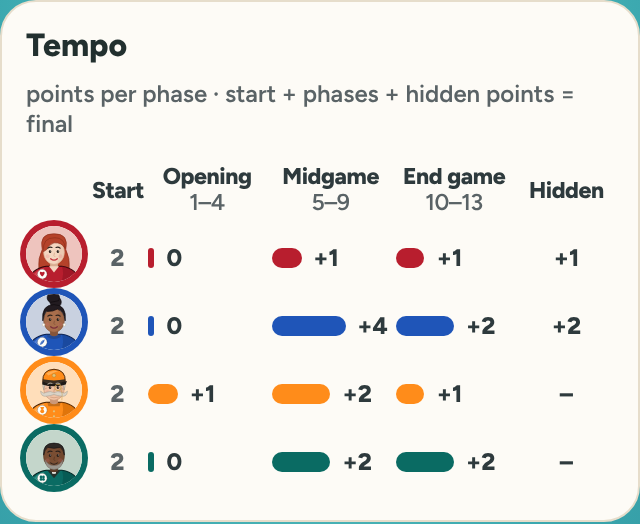 Tempo
points per phase · start + phases + hidden points =
final
Start Opening Midgame End game Hidden
1–4 5–9 10–13
2 0 +1 +1 +1
2 0 +4 +2 +2
2 +1 +2 +1 –
2 0 +2 +2 –